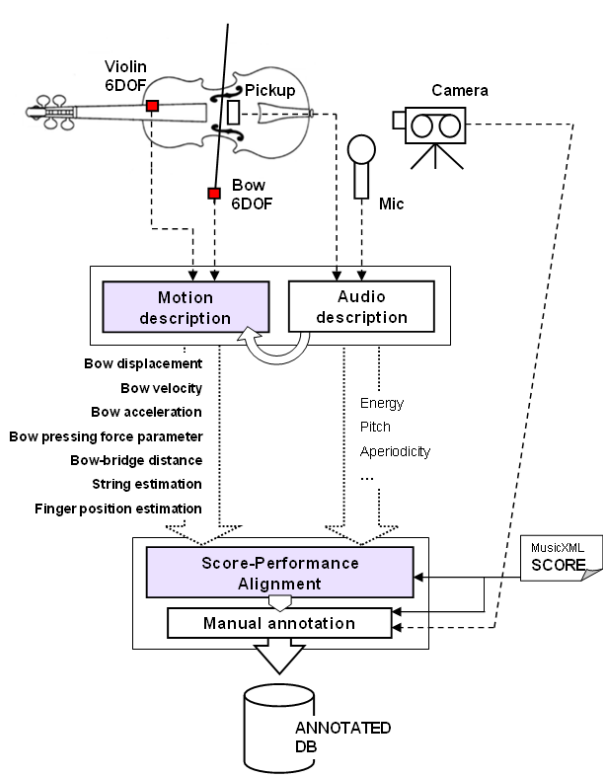 Violin
6DOF
Pickup
Camera
Bow
6DOF
Mic
Motion
description
Audio
description
Bow displacement
Bow velocity
Bow acceleration
Bow pressing force parameter
Bow-bridge distance
String estimation
Finger position estimation
Energy
Pitch
Aperiodicity
...
Score-Performance
Alignment
MusicXML
SCORE
Manual annotation
ANNOTATED
DB